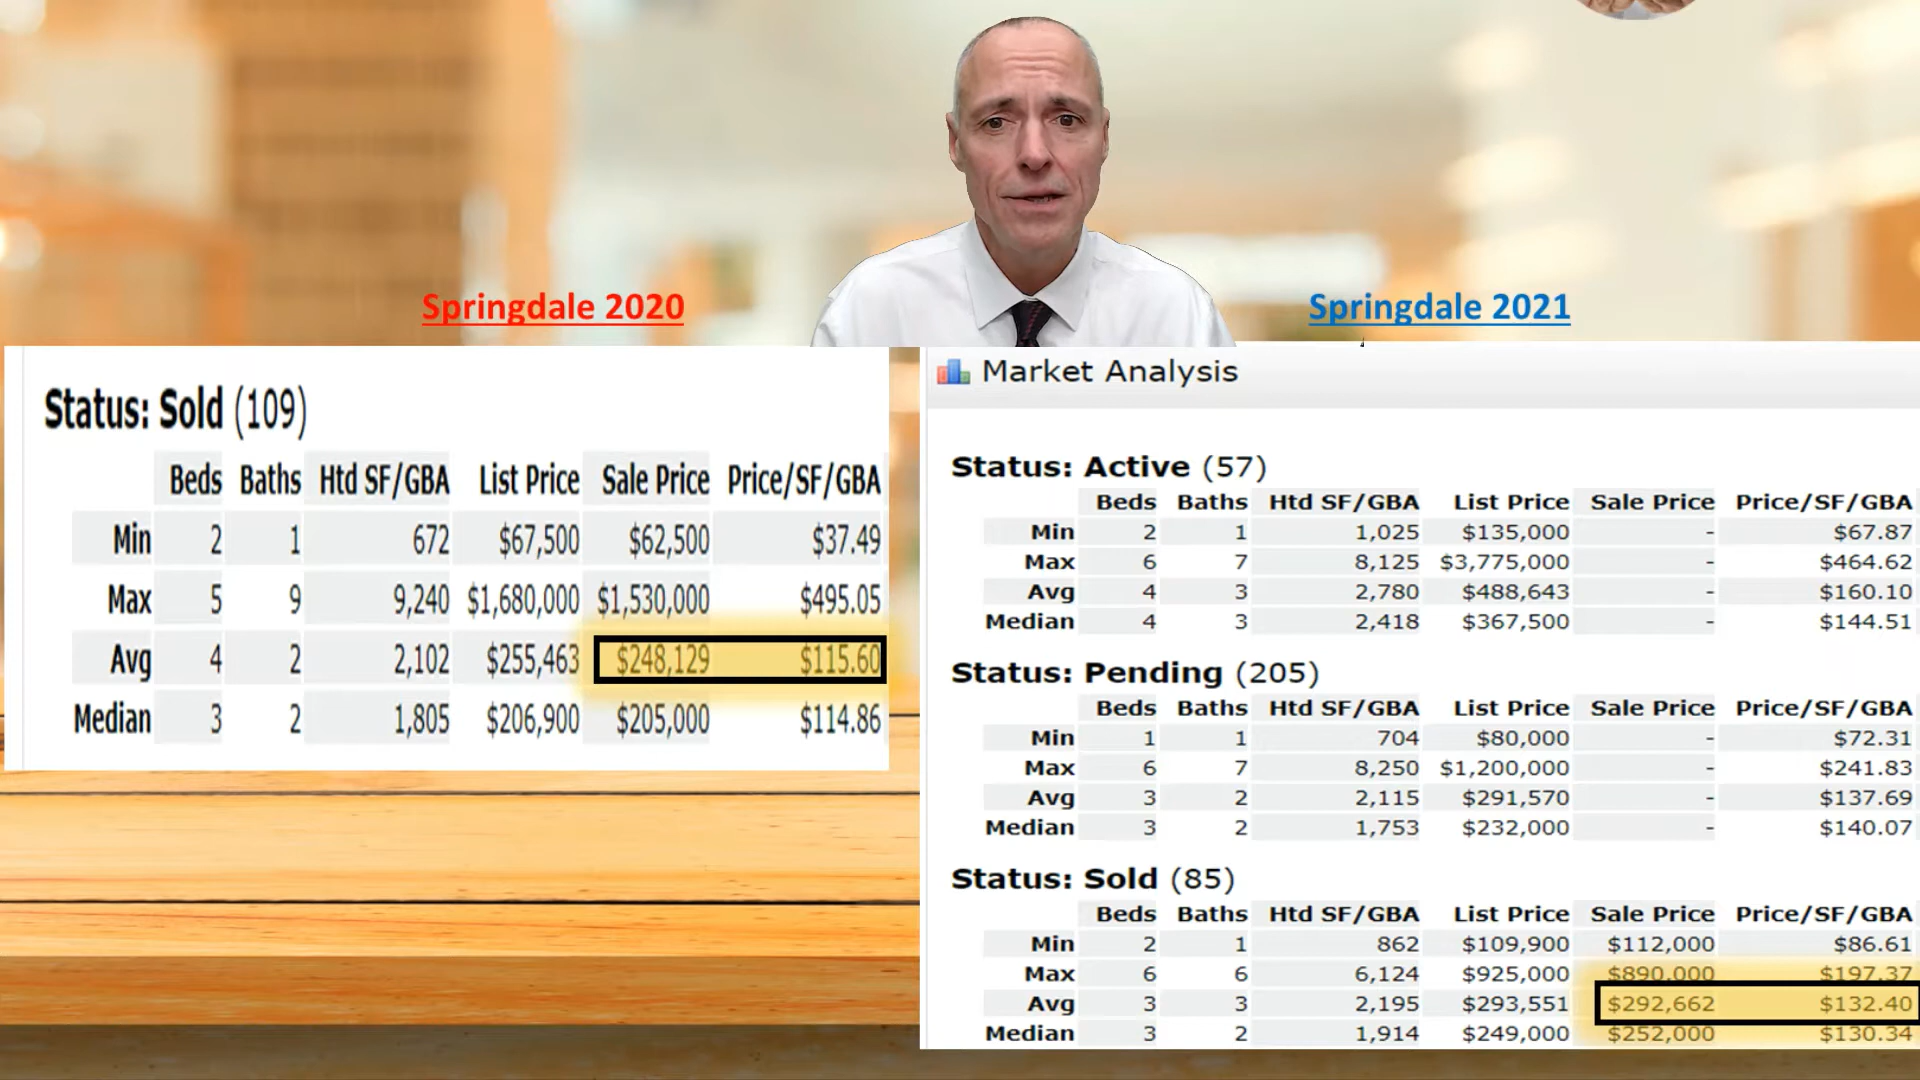 Springdale 2020
Status: Sold (109)
Beds Baths Htd SF/GBA List Price Sale Price Price/SF/GBA
Min 2 1 672 $67,500 $62,500 $37.49
Max 5 9 9,240 $1,680,000 $1,530,000 $495.05
Avg 4 2 2,102 $255,463 $248,129 $115.60
Median 3 2 1,805 $206,900 $205,000 $114.86
Springdale 2021
Market Analysis
Status: Active (57)
Beds Baths Htd SF/GBA List Price Sale Price Price/SF/GBA
Min 2 1 1,025 $135,000 - $67.87
Max 6 7 8,125 $3,775,000 - $464.62
Avg 4 3 2,780 $488,643 - $160.10
Median 4 3 2,418 $367,500 - $144.51
Status: Pending (205)
Beds Baths Htd SF/GBA List Price Sale Price Price/SF/GBA
Min 1 1 704 $80,000 - $72.31
Max 6 7 8,250 $1,200,000 - $241.83
Avg 3 2 2,115 $291,570 - $137.69
Median 3 2 1,753 $232,000 - $140.07
Status: Sold (85)
Beds Baths Htd SF/GBA List Price Sale Price Price/SF/GBA
Min 2 1 862 $109,900 $112,000 $86.61
Max 6 6 6,124 $925,000 $890,000 $197.37
Avg 3 3 2,195 $293,551 $292,662 $132.40
Median 3 2 1,914 $249,000 $252,000 $130.34